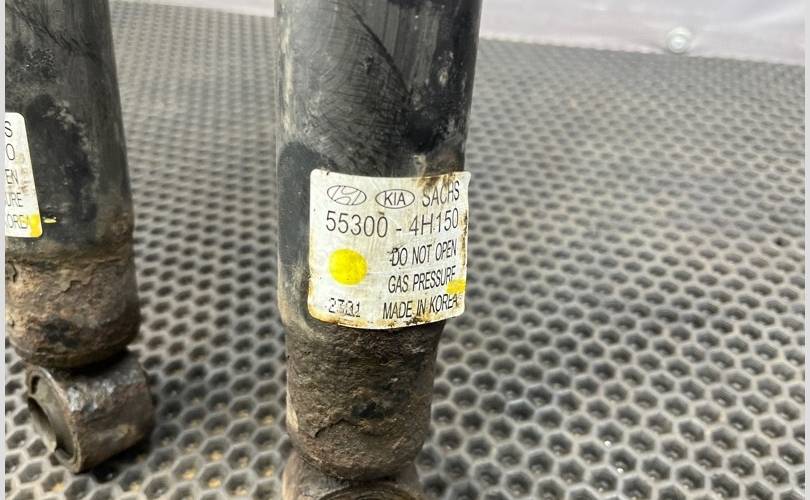 KIA SACHS
55300 - 4H150
DO NOT OPEN
GAS PRESSURE
MADE IN KOREA